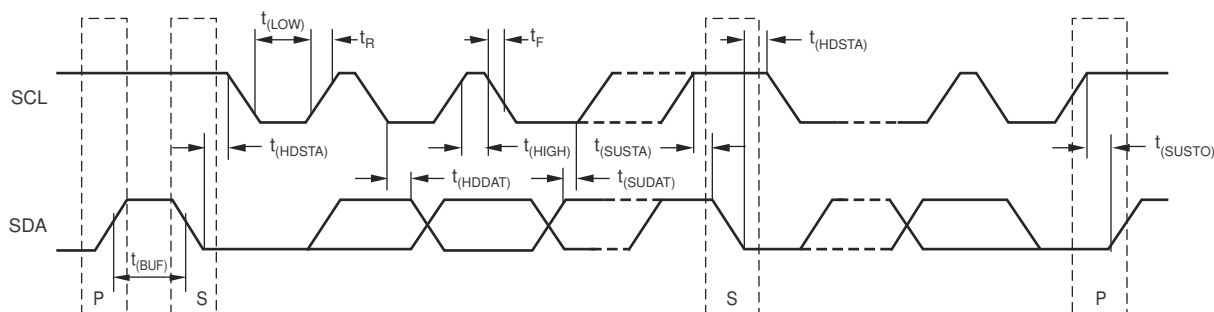 t(LOW)
tR
tF
t(HDSTA)
SCL
t(HDSTA)
t(HIGH)
t(SUSTA)
t(SUSTO)
t(HDDAT)
t(SUDAT)
SDA
t(BUF)
P
S
S
P